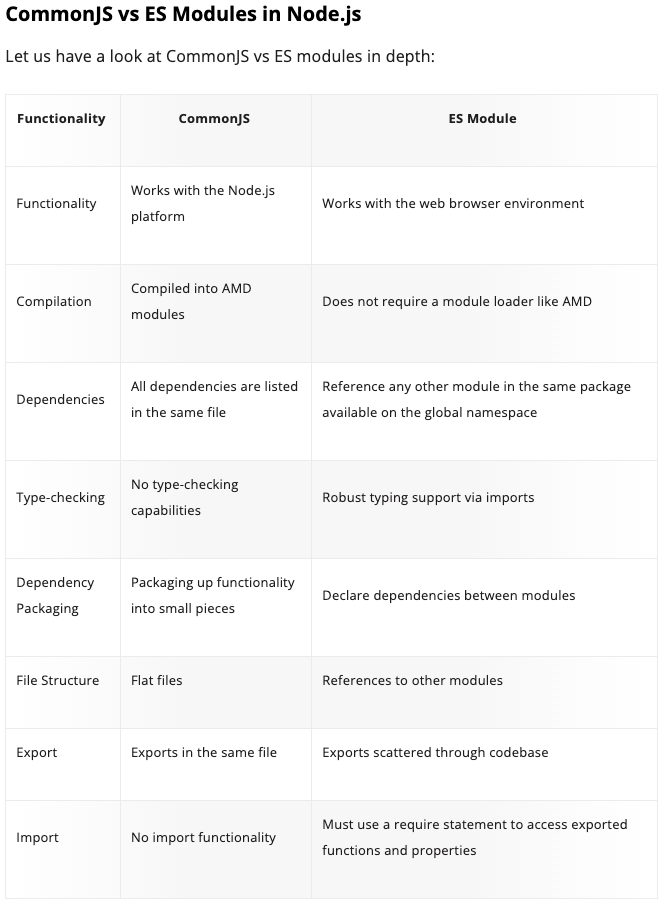 CommonJS vs ES Modules in Node.js
Let us have a look at CommonJS vs ES modules in depth:
Functionality CommonJS ES Module
Functionality
Works with the Node.js
platform
Works with the web browser environment
Compilation
Compiled into AMD
modules
Does not require a module loader like AMD
Dependencies
All dependencies are listed
in the same file
Reference any other module in the same package
available on the global namespace
Type-checking
No type-checking
capabilities
Robust typing support via imports
Dependency
Packaging
Packaging up functionality
into small pieces
Declare dependencies between modules
File Structure
Flat files
References to other modules
Export
Exports in the same file
Exports scattered through codebase
Import
No import functionality
Must use a require statement to access exported
functions and properties